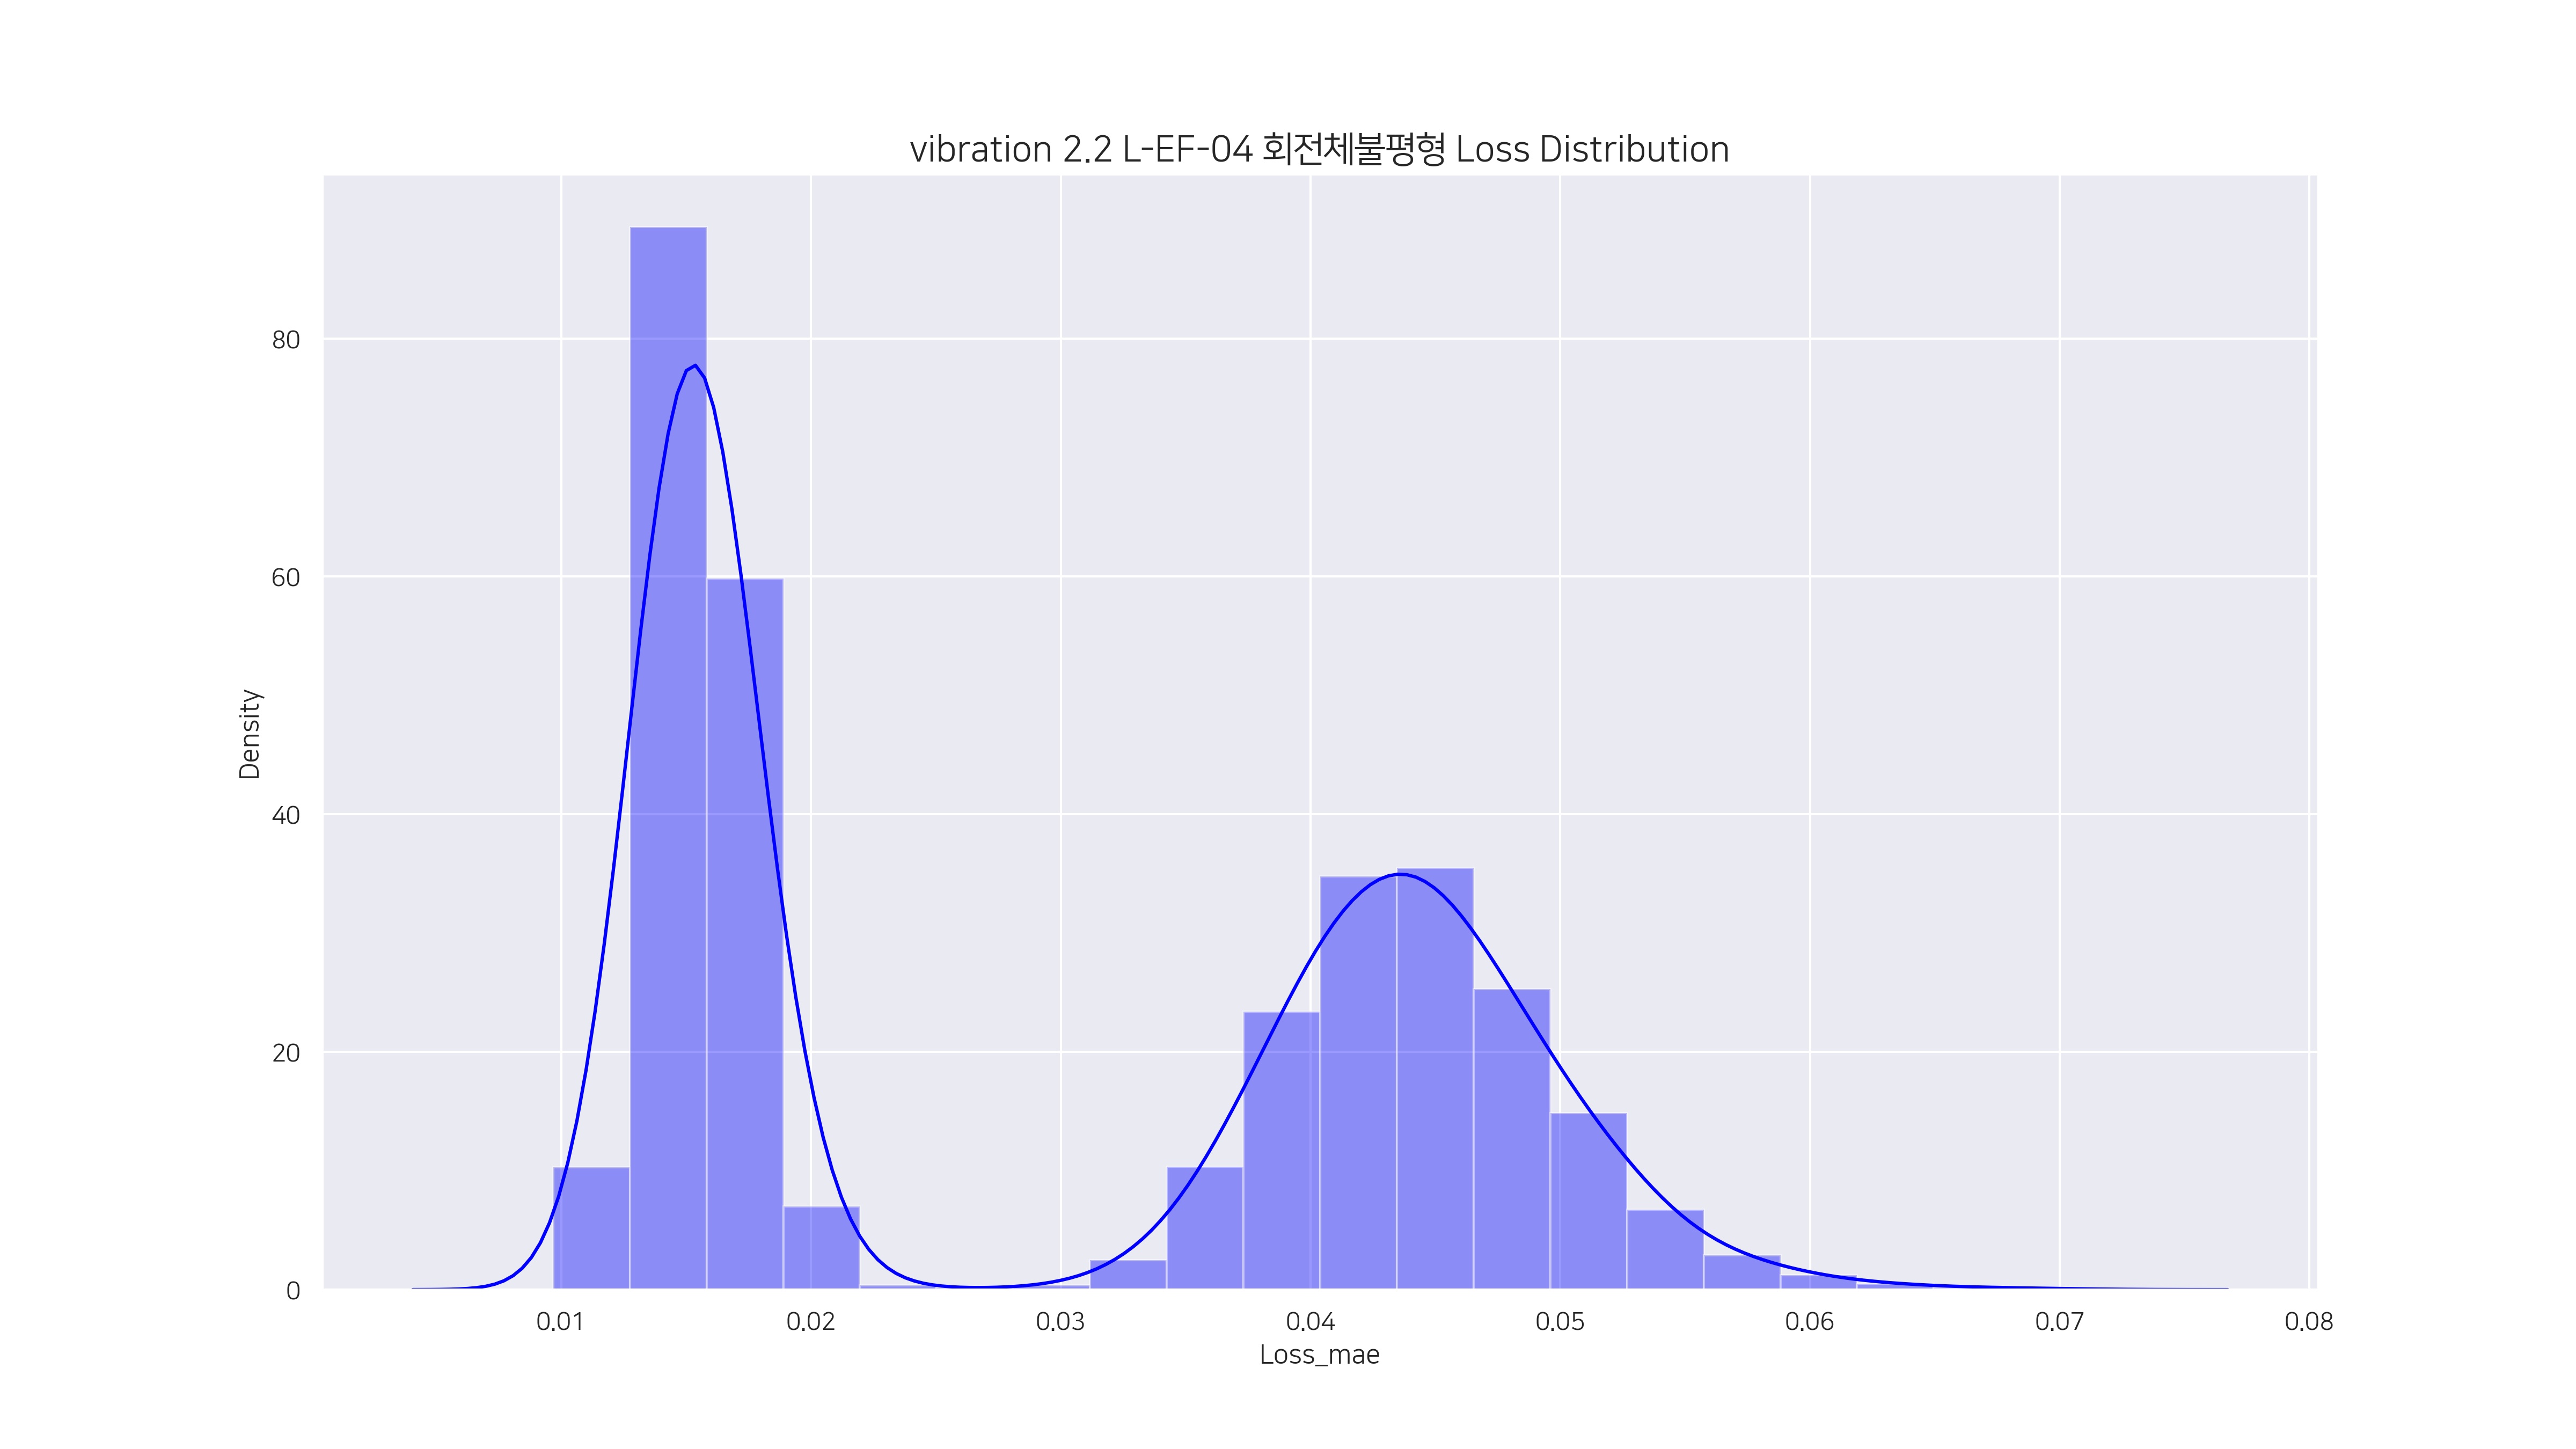 vibration 2.2 L-EF-04 회전체불평형 Loss Distribution
80
60
40
20
0
Density
0.01 0.02 0.03 0.04 0.05 0.06 0.07 0.08
Loss_mae